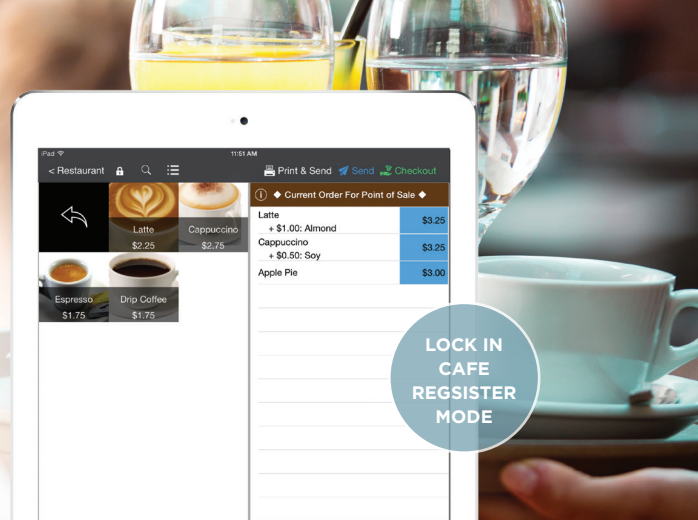 iPad
11:51 AM
< Restaurant
Print & Send
Send
Checkout
Latte
$2.25
Cappuccino
$2.75
Espresso
$1.75
Drip Coffee
$1.75
i ◆ Current Order For Point of Sale ◆
Latte
$3.25
+ $1.00: Almond
Cappuccino
$3.25
+ $0.50: Soy
Apple Pie
$3.00
LOCK IN
CAFE
REGSISTER
MODE